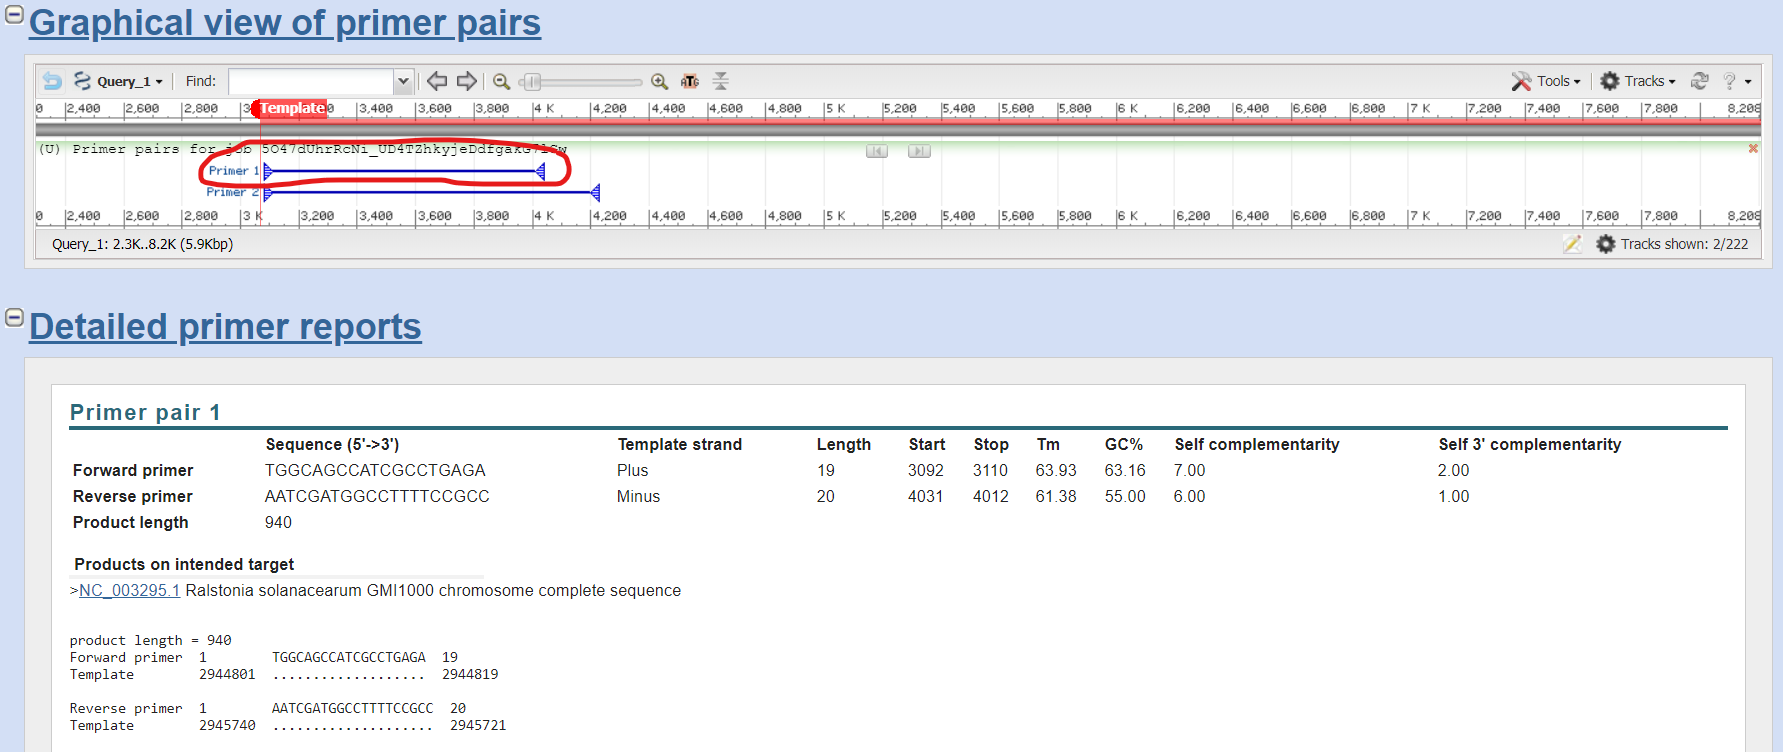 Graphical view of primer pairs
Query_1 Find: Tools Tracks ?
2,400 2,600 2,800 Template 3,400 3,600 3,800 4 K 4,200 4,400 4,600 4,800 5 K 5,200 5,400 5,600 5,800 6 K 6,200 6,400 6,600 6,800 7 K 7,200 7,400 7,600 7,800 8,208
(U) Primer pairs for job
Primer 1
Primer 2
2,400 2,600 2,800 3 K 3,200 3,400 3,600 3,800 4 K 4,200 4,400 4,600 4,800 5 K 5,200 5,400 5,600 5,800 6 K 6,200 6,400 6,600 6,800 7 K 7,200 7,400 7,600 7,800 8,208
Query_1: 2.3K..8.2K (5.9Kbp) Tracks shown: 2/222
Detailed primer reports
Primer pair 1
Sequence (5'->3') Template strand Length Start Stop Tm GC% Self complementarity Self 3' complementarity
Forward primer TGGCAGCCATCGCCTGAGA Plus 19 3092 3110 63.93 63.16 7.00 2.00
Reverse primer AATCGATGGCCTTTTCCGCC Minus 20 4031 4012 61.38 55.00 6.00 1.00
Product length 940
Products on intended target
>NC_003295.1 Ralstonia solanacearum GMI1000 chromosome complete sequence
product length = 940
Forward primer 1 TGGCAGCCATCGCCTGAGA 19
Template 2944801 ................... 2944819
Reverse primer 1 AATCGATGGCCTTTTCCGCC 20
Template 2945740 .................... 2945721